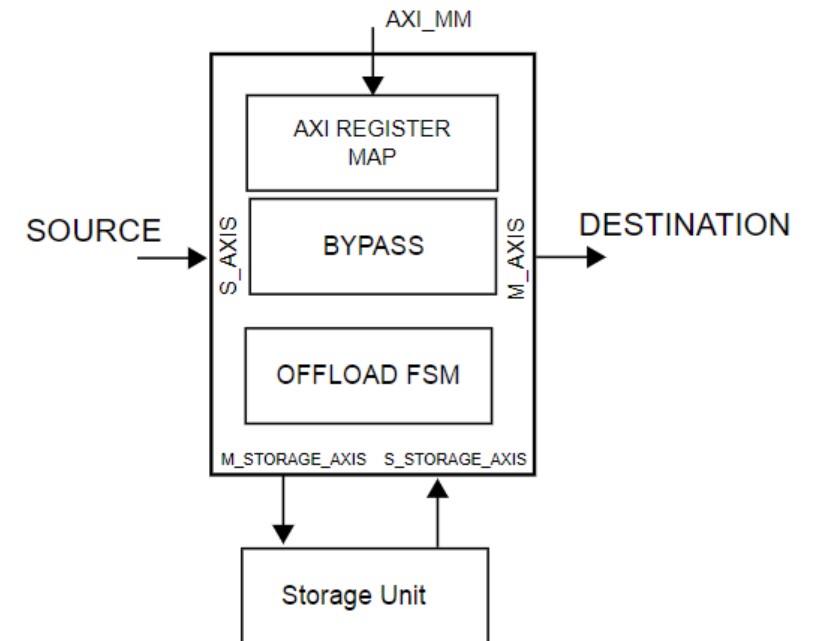 AXI_MM
AXI REGISTER
MAP
SOURCE
S_AXIS
BYPASS
M_AXIS
DESTINATION
OFFLOAD FSM
M_STORAGE_AXIS
S_STORAGE_AXIS
Storage Unit